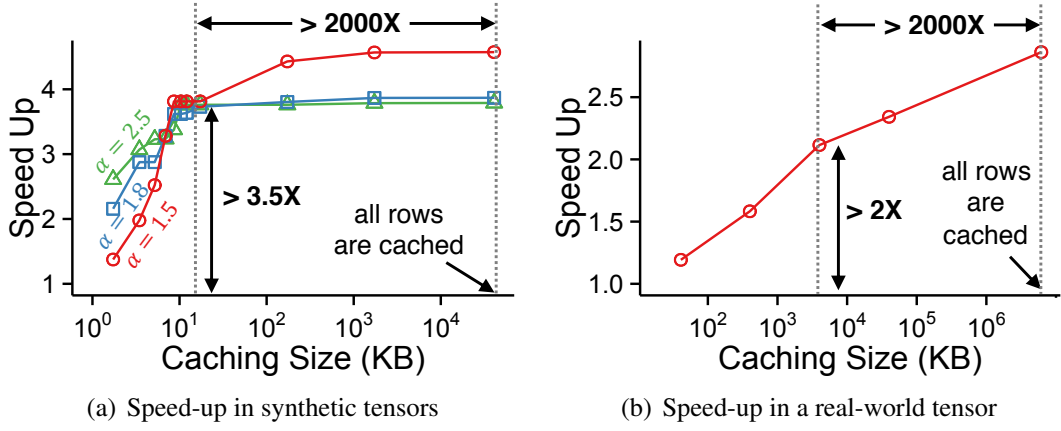 > 2000X
Speed Up
4
3
2
1
α = 2.5
α = 1.8
α = 1.5
> 3.5X
all rows
are cached
10⁰ 10¹ 10² 10³ 10⁴
Caching Size (KB)
(a) Speed-up in synthetic tensors
> 2000X
Speed Up
2.5
2.0
1.5
1.0
> 2X
all rows
are
cached
10² 10³ 10⁴ 10⁵ 10⁶
Caching Size (KB)
(b) Speed-up in a real-world tensor